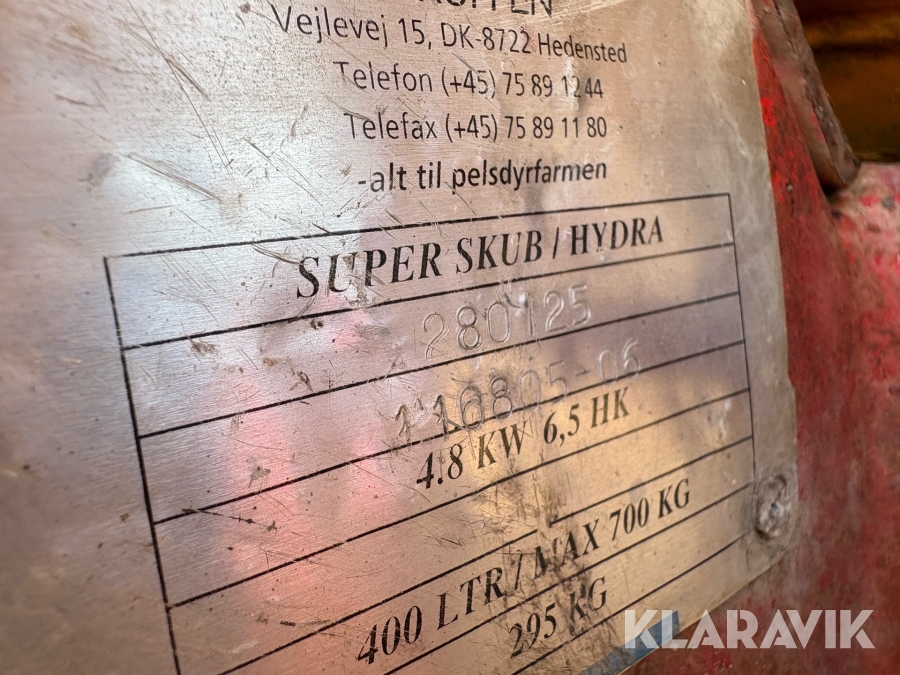 Vejlevej 15, DK-8722 Hedensted
Telefon (+45) 75 89 12 44
Telefax (+45) 75 89 11 80
-alt til pelsdyrfarmen
SUPER SKUB / HYDRA
280125
110805-06
4.8 KW 6,5 HK
400 LTR / MAX 700 KG
295 KG
KLARAVIK